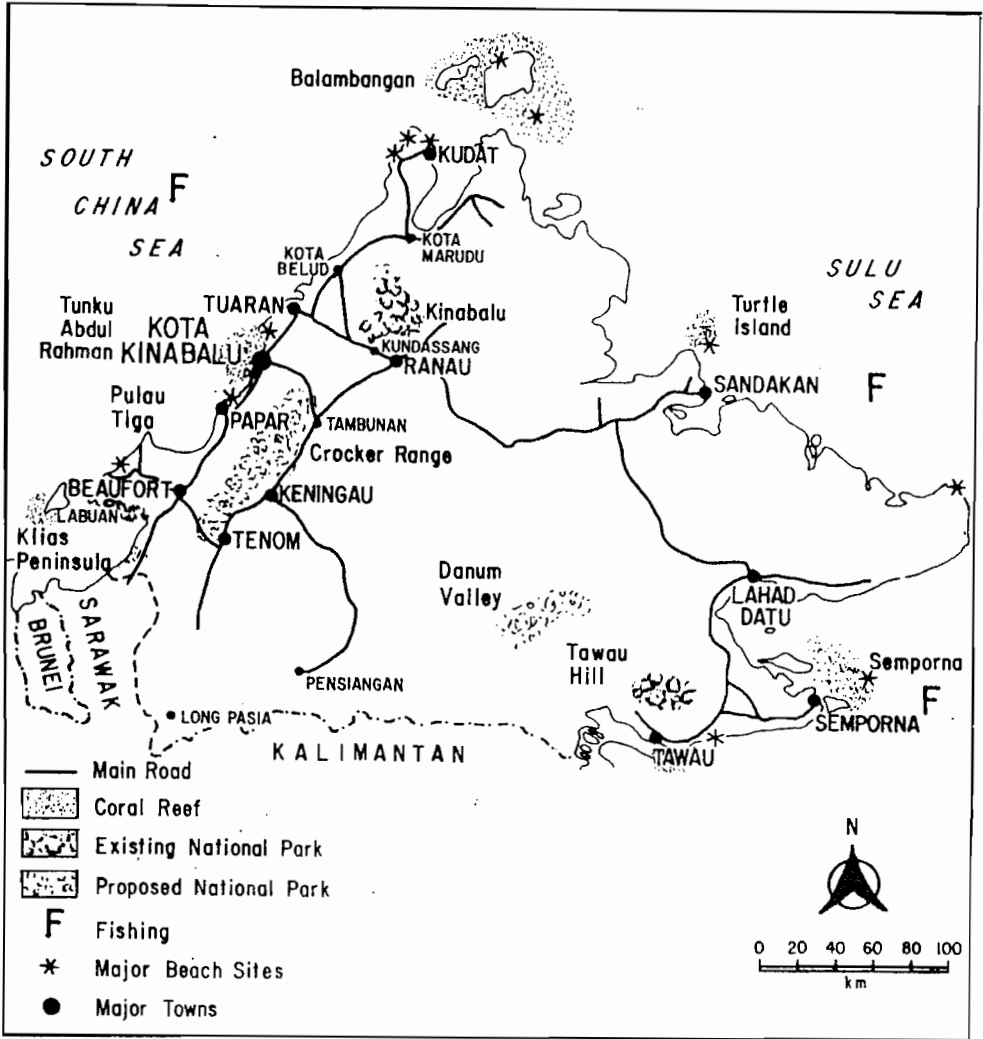 Balambangan
SOUTH
CHINA
SEA
F
KUDAT
KOTA
BELUD
KOTA
MARUDU
SULU
SEA
TUARAN
Tunku
Abdul
Rahman
KOTA
KINABALU
Kinabalu
KUNDASSANG
RANAU
Turtle
Island
SANDAKAN
F
Pulau
Tiga
PAPAR
TAMBUNAN
Crocker Range
BEAUFORT
LABUAN
KENINGAU
Klias
Peninsula
TENOM
Danum
Valley
LAHAD
DATU
SARAWAK
BRUNEI
PENSIANGAN
LONG PASIA
Tawau
Hill
Semporna
F
SEMPORNA
TAWAU
KALIMANTAN
Main Road
Coral Reef
Existing National Park
Proposed National Park
F Fishing
Major Beach Sites
Major Towns
N
0 20 40 60 80 100
km